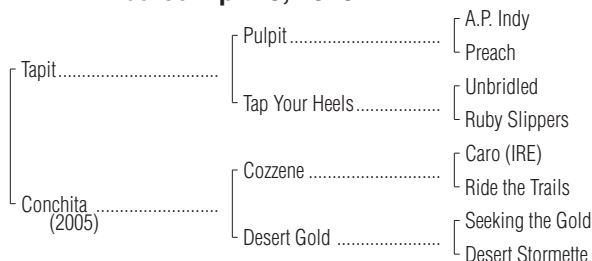 A.P. Indy
Pulpit
Preach
Tapit
Unbridled
Tap Your Heels
Ruby Slippers
Caro (IRE)
Cozzene
Ride the Trails
Conchita
(2005)
Seeking the Gold
Desert Gold
Desert Stormette